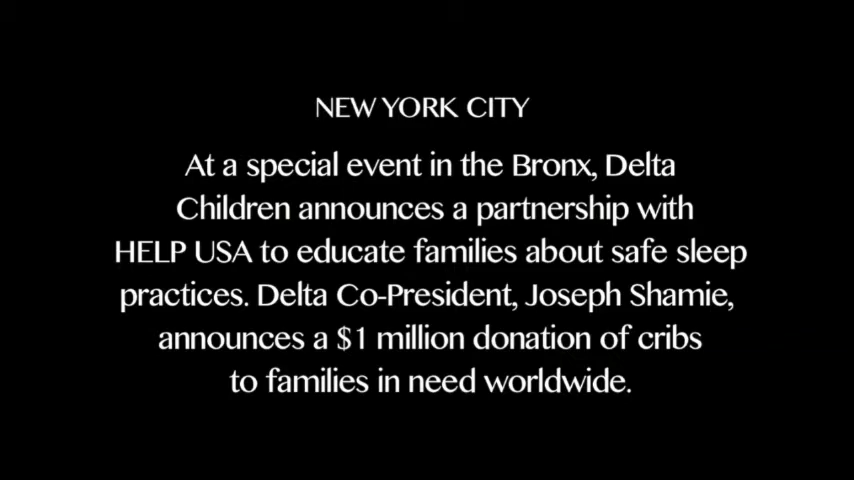 NEW YORK CITY
At a special event in the Bronx, Delta
Children announces a partnership with
HELP USA to educate families about safe sleep
practices. Delta Co-President, Joseph Shamie,
announces a $1 million donation of cribs
to families in need worldwide.